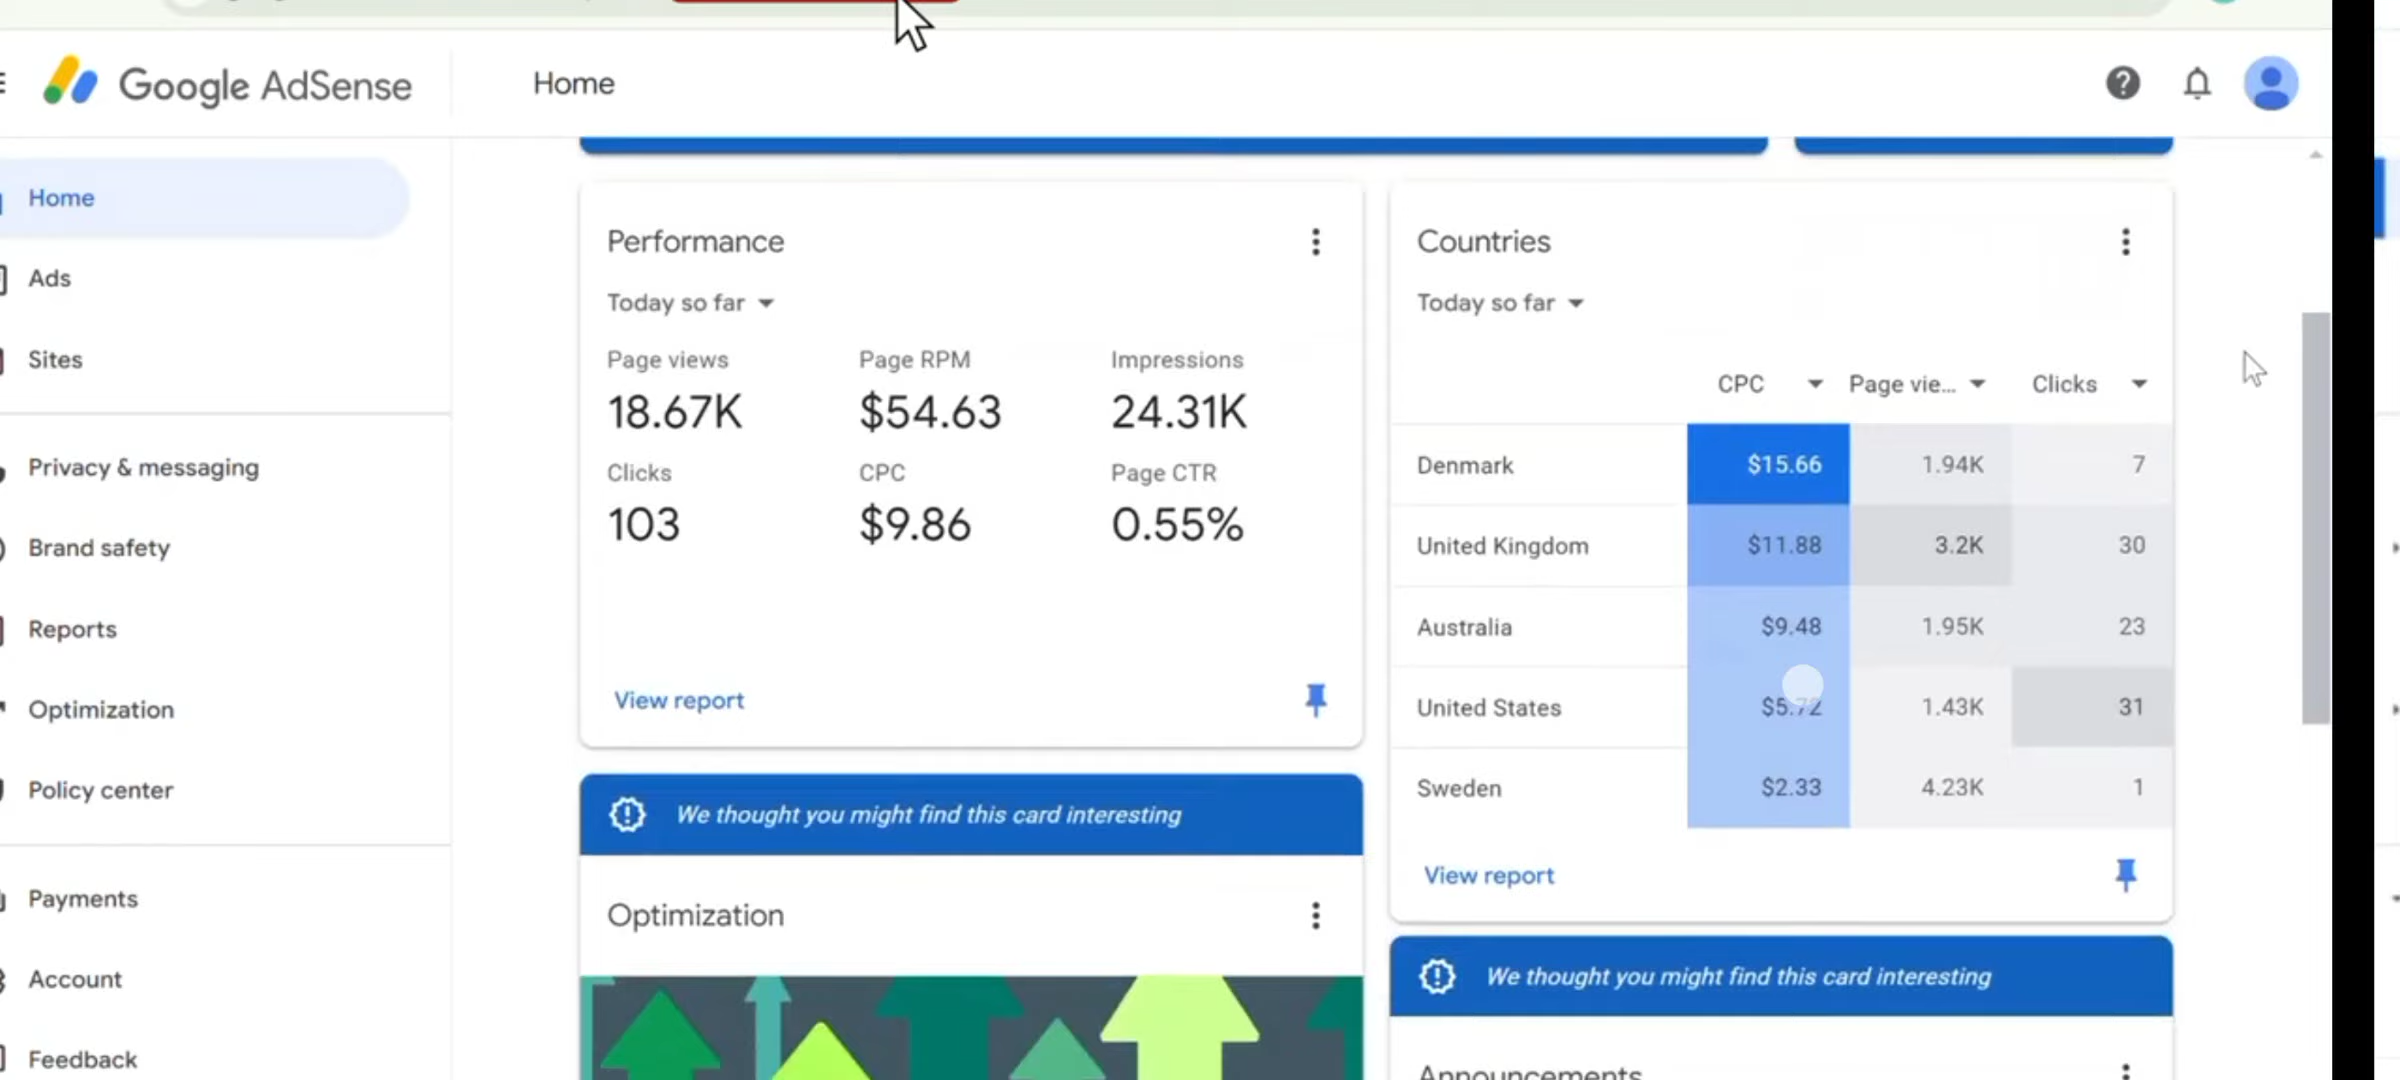 Google AdSense
Home
Home
Ads
Sites
Privacy & messaging
Brand safety
Reports
Optimization
Policy center
Payments
Account
Feedback
Performance
Today so far
Page views
Page RPM
Impressions
18.67K
$54.63
24.31K
Clicks
CPC
Page CTR
103
$9.86
0.55%
View report
We thought you might find this card interesting
Optimization
Countries
Today so far
CPC Page vie... Clicks
Denmark $15.66 1.94K 7
United Kingdom $11.88 3.2K 30
Australia $9.48 1.95K 23
United States $5.72 1.43K 31
Sweden $2.33 4.23K 1
View report
We thought you might find this card interesting
Announcements